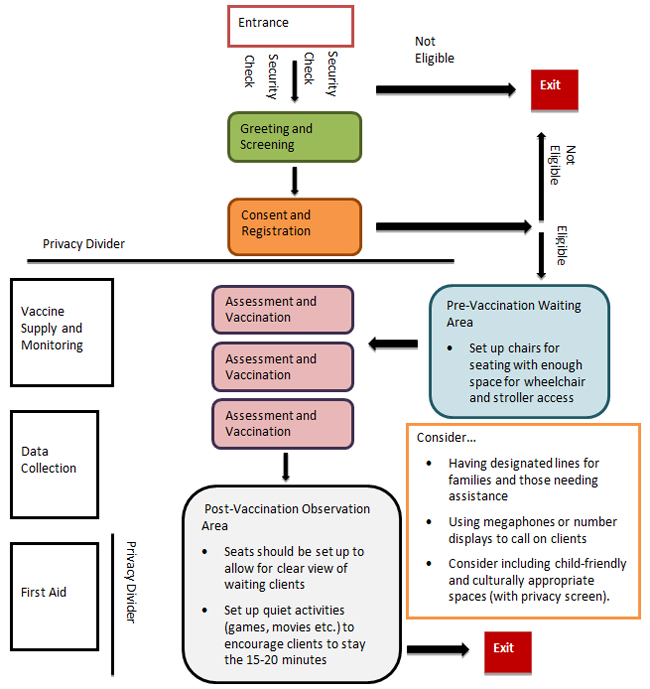 Entrance
Security
Check
Security
Check
Not
Eligible
Exit
Greeting and
Screening
Not
Eligible
Consent and
Registration
Eligible
Privacy Divider
Vaccine
Supply and
Monitoring
Assessment and
Vaccination
Assessment and
Vaccination
Assessment and
Vaccination
Pre-Vaccination Waiting
Area
• Set up chairs for
seating with enough
space for wheelchair
and stroller access
Data
Collection
Consider...
• Having designated lines for
families and those needing
assistance
• Using megaphones or number
displays to call on clients
• Consider including child-friendly
and culturally appropriate
spaces (with privacy screen).
First Aid
Privacy Divider
Post-Vaccination Observation
Area
• Seats should be set up to
allow for clear view of
waiting clients
• Set up quiet activities
(games, movies etc.) to
encourage clients to stay
the 15-20 minutes
Exit